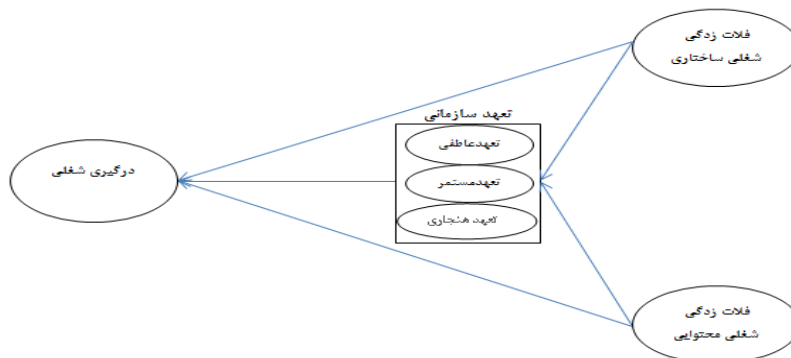 فلات زدگی
شغلی ساختاری
تعهد سازمانی
تعهدعاطفی
تعهدمستمر
تعهد هنجاری
درگیری شغلی
فلات زدگی
شغلی محتوایی